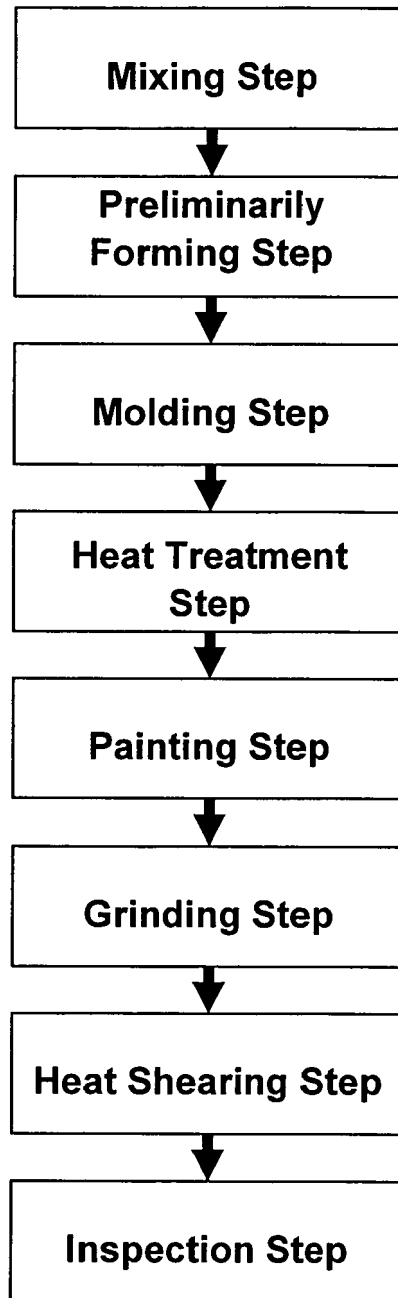 Mixing Step
Preliminarily
Forming Step
Molding Step
Heat Treatment
Step
Painting Step
Grinding Step
Heat Shearing Step
Inspection Step